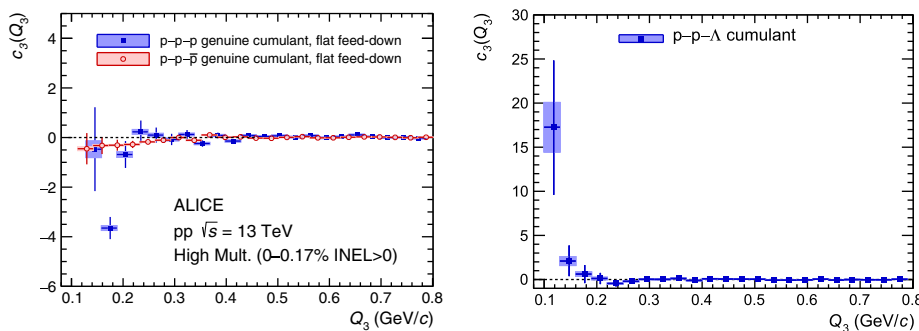 c₃(Q₃)
4
2
0
−2
−4
−6
p−p−p genuine cumulant, flat feed-down
p−p−p̅ genuine cumulant, flat feed-down
ALICE
pp √s = 13 TeV
High Mult. (0−0.17% INEL>0)
0.1 0.2 0.3 0.4 0.5 0.6 0.7 0.8
Q₃ (GeV/c)
c₃(Q₃)
30
25
20
15
10
5
0
p−p−Λ cumulant
0.1 0.2 0.3 0.4 0.5 0.6 0.7 0.8
Q₃ (GeV/c)